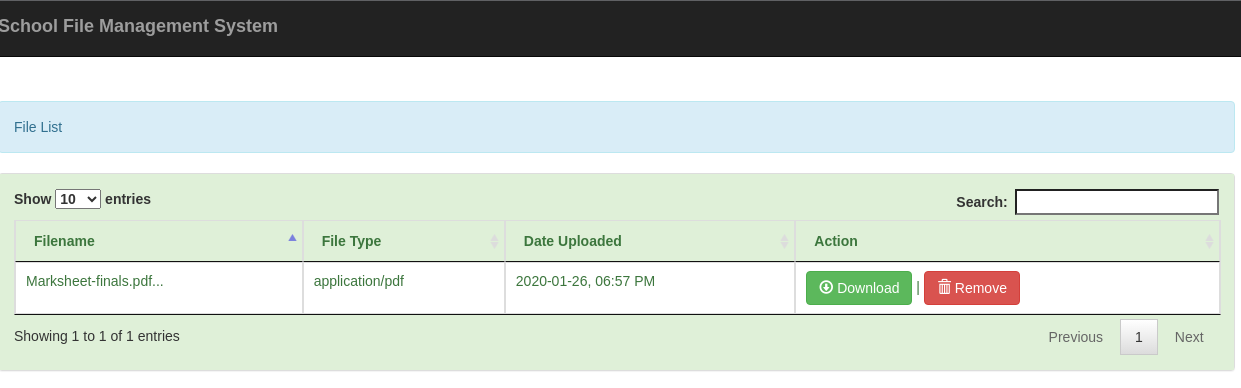 School File Management System
File List
Show 10 entries
Search:
Filename File Type Date Uploaded Action
Marksheet-finals.pdf... application/pdf 2020-01-26, 06:57 PM Download | Remove
Showing 1 to 1 of 1 entries
Previous 1 Next